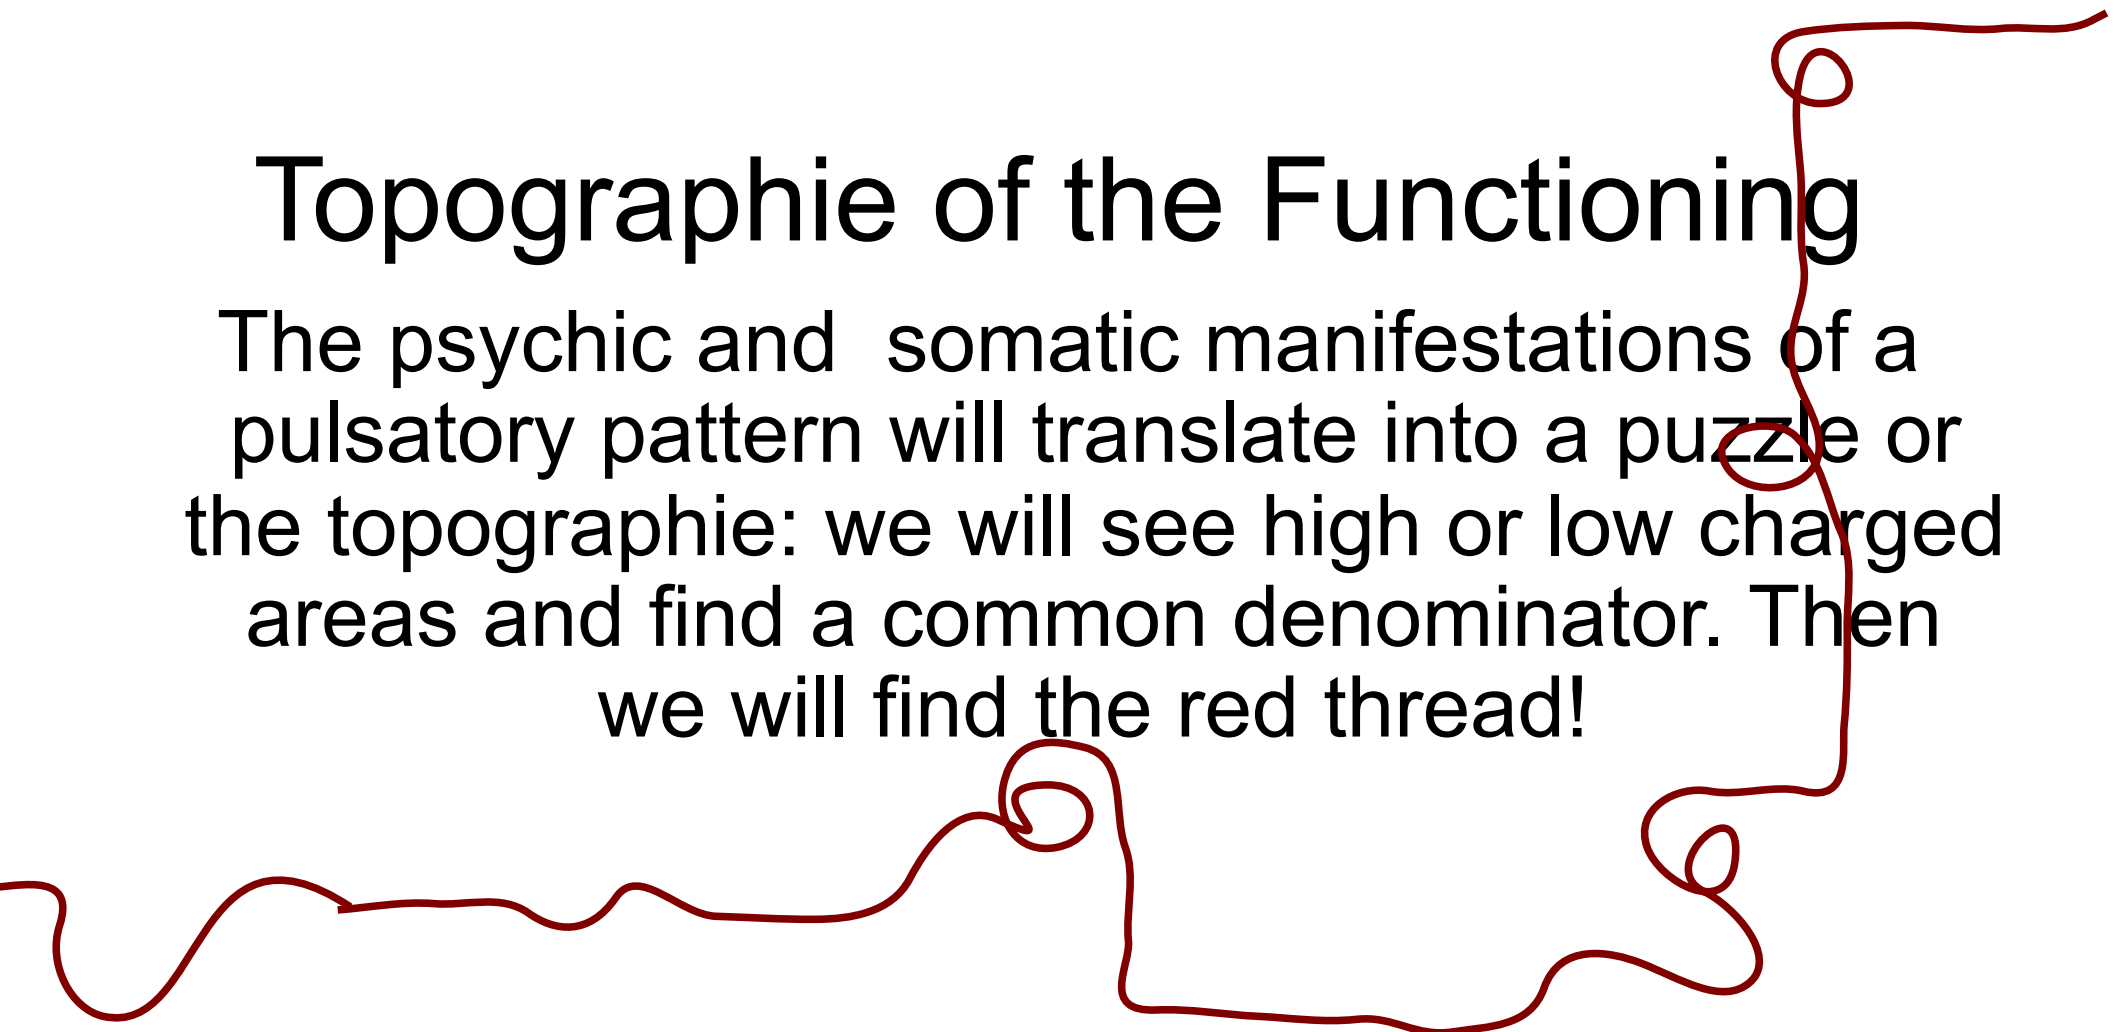 Topographie of the Functioning
The psychic and  somatic manifestations of a
pulsatory pattern will translate into a puzzle or
the topographie: we will see high or low charged
areas and find a common denominator. Then
we will find the red thread!